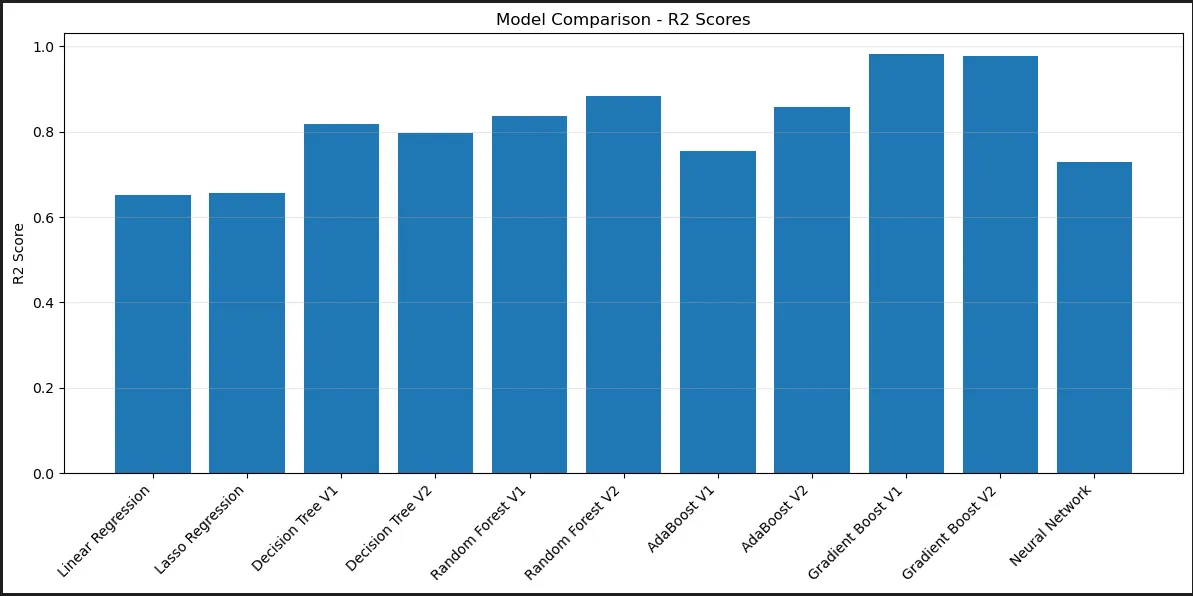 Model Comparison - R2 Scores
1.0
0.8
0.6
0.4
0.2
0.0
R2 Score
Linear Regression
Lasso Regression
Decision Tree V1
Decision Tree V2
Random Forest V1
Random Forest V2
AdaBoost V1
AdaBoost V2
Gradient Boost V1
Gradient Boost V2
Neural Network